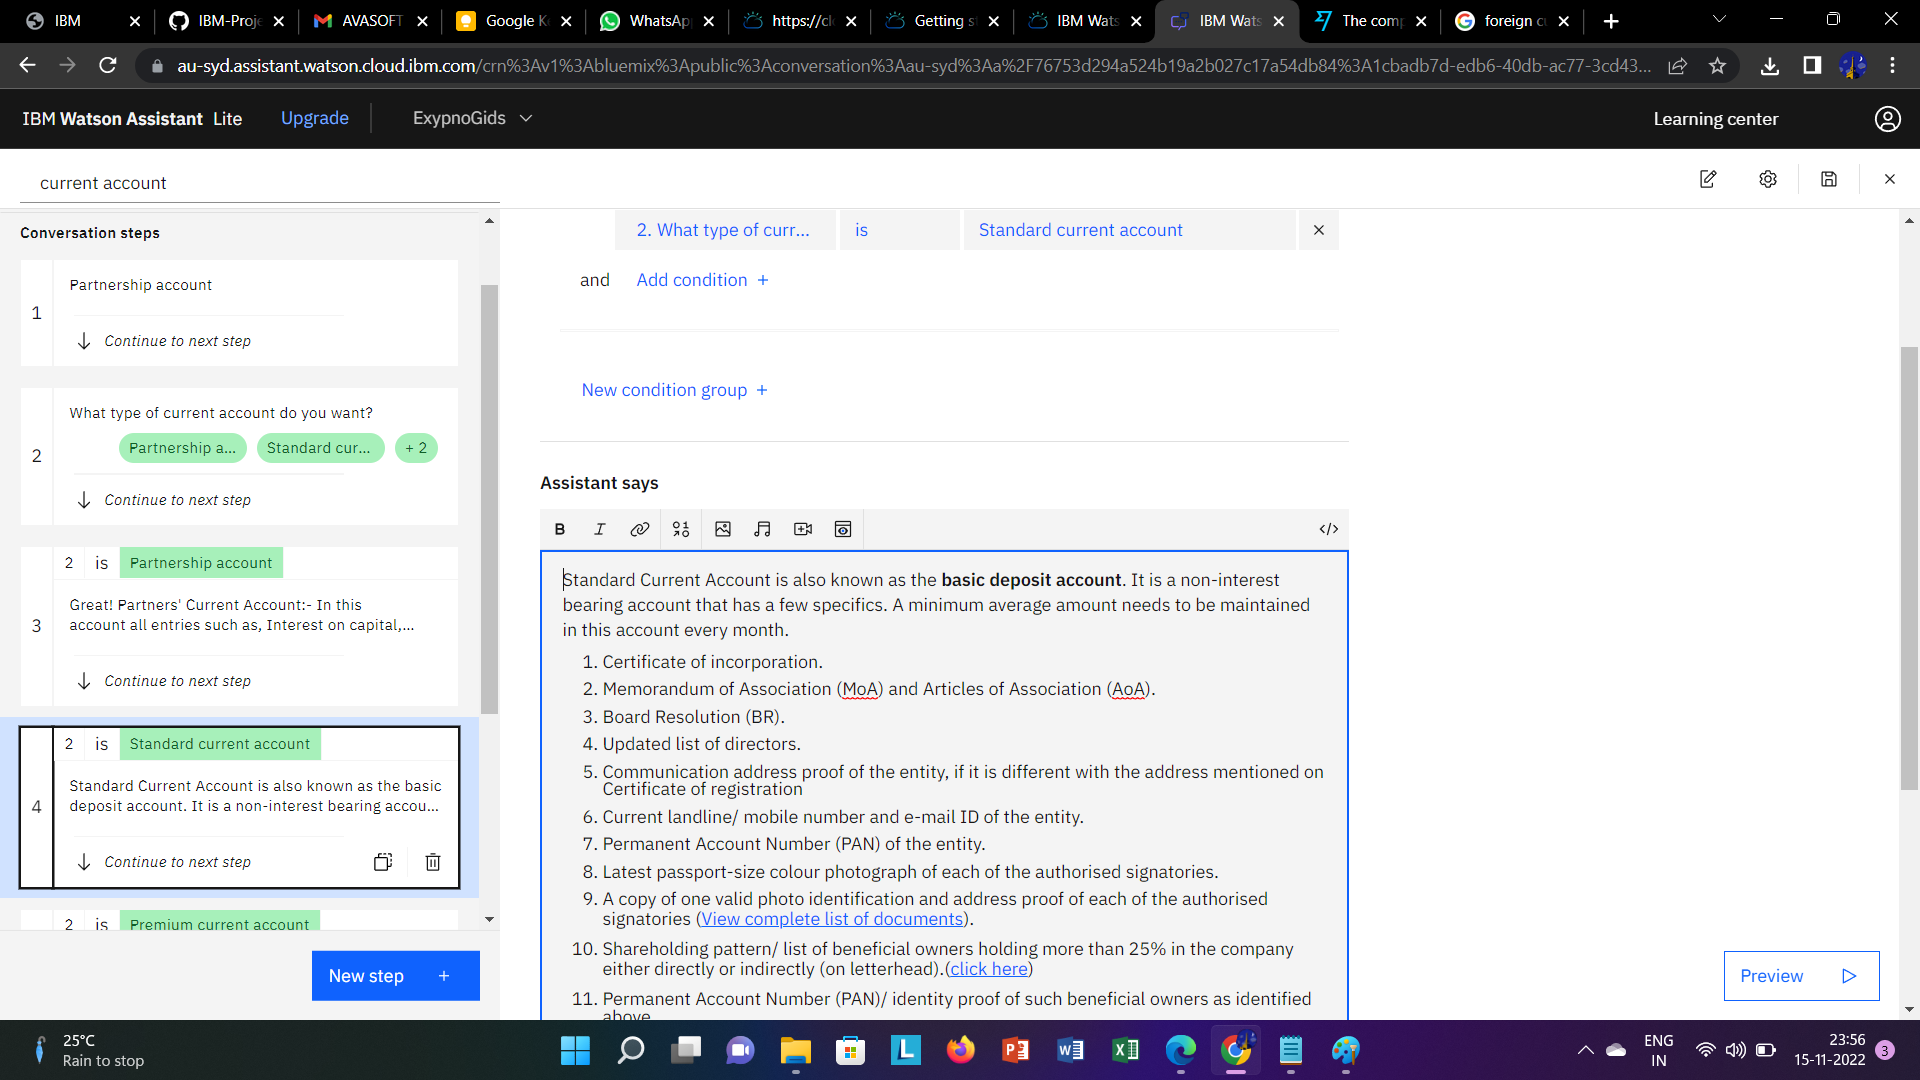 IBM
IBM-Proje
AVASOFT
Google Ke
WhatsAp
https://cl
Getting s
IBM Wats
IBM Wats
The comp
foreign cu
au-syd.assistant.watson.cloud.ibm.com/crn%3Av1%3Abluemix%3Apublic%3Aconversation%3Aau-syd%3Aa%2F76753d294a524b19a2b027c17a54db84%3A1cbadb7d-edb6-40db-ac77-3cd43...
IBM Watson Assistant Lite
Upgrade
ExypnoGids
Learning center
current account
Conversation steps
1
Partnership account
Continue to next step
2
What type of current account do you want?
Partnership a...
Standard cur...
+ 2
Continue to next step
3
2 is Partnership account
Great! Partners' Current Account:- In this
account all entries such as, Interest on capital,...
Continue to next step
4
2 is Standard current account
Standard Current Account is also known as the basic
deposit account. It is a non-interest bearing accou...
Continue to next step
2 is Premium current account
New step +
2. What type of curr... is Standard current account
and Add condition +
New condition group +
Assistant says
B I </>
Standard Current Account is also known as the basic deposit account. It is a non-interest
bearing account that has a few specifics. A minimum average amount needs to be maintained
in this account every month.
1. Certificate of incorporation.
2. Memorandum of Association (MoA) and Articles of Association (AoA).
3. Board Resolution (BR).
4. Updated list of directors.
5. Communication address proof of the entity, if it is different with the address mentioned on
Certificate of registration
6. Current landline/ mobile number and e-mail ID of the entity.
7. Permanent Account Number (PAN) of the entity.
8. Latest passport-size colour photograph of each of the authorised signatories.
9. A copy of one valid photo identification and address proof of each of the authorised
signatories (View complete list of documents).
10. Shareholding pattern/ list of beneficial owners holding more than 25% in the company
either directly or indirectly (on letterhead).(click here)
11. Permanent Account Number (PAN)/ identity proof of such beneficial owners as identified
above
Preview
25°C
Rain to stop
ENG
IN
23:56
15-11-2022
3